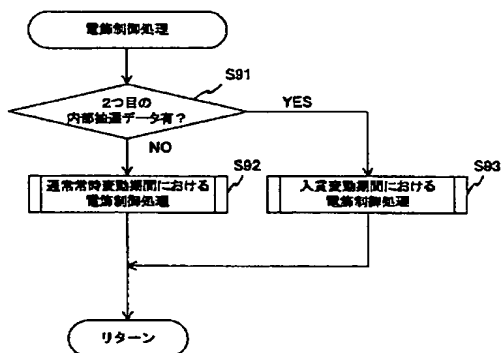 電飾制御処理
S91
2つ目の
内部抽選データ有?
YES
NO
S92
通常常時変動期間における
電飾制御処理
S93
入賞変動期間における
電飾制御処理
リターン